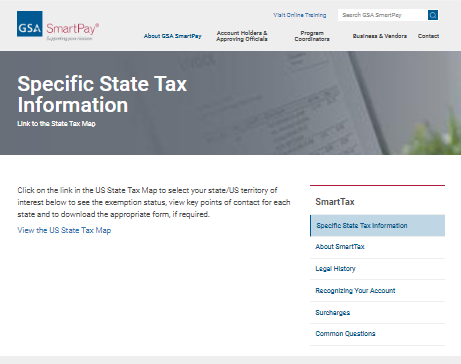 Visit Online Training
Search GSA SmartPay
GSA
SmartPay®
Supporting your mission
About GSA SmartPay
Account Holders &
Approving Officials
Program
Coordinators
Business & Vendors
Contact
Specific State Tax
Information
Link to the State Tax Map
Click on the link in the US State Tax Map to select your state/US territory of
interest below to see the exemption status, view key points of contact for each
state and to download the appropriate form, if required.
View the US State Tax Map
SmartTax
Specific State Tax Information
About SmartTax
Legal History
Recognizing Your Account
Surcharges
Common Questions